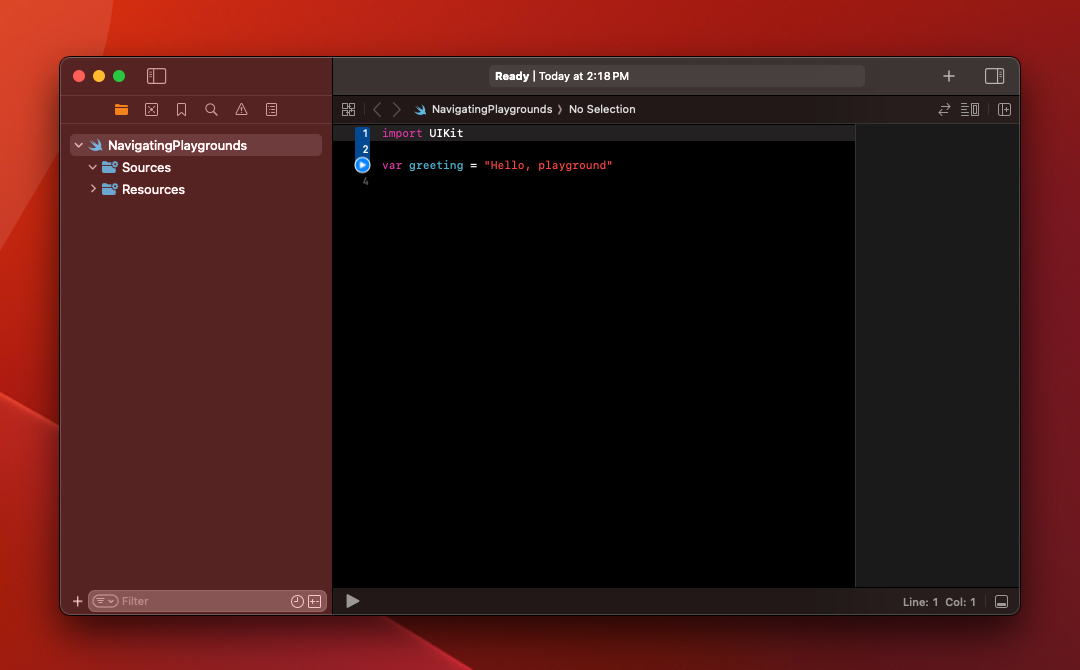 Ready | Today at 2:18 PM
NavigatingPlaygrounds 〉 No Selection
NavigatingPlaygrounds
Sources
Resources
1 import UIKit
2
var greeting = "Hello, playground"
4
Filter
Line: 1 Col: 1